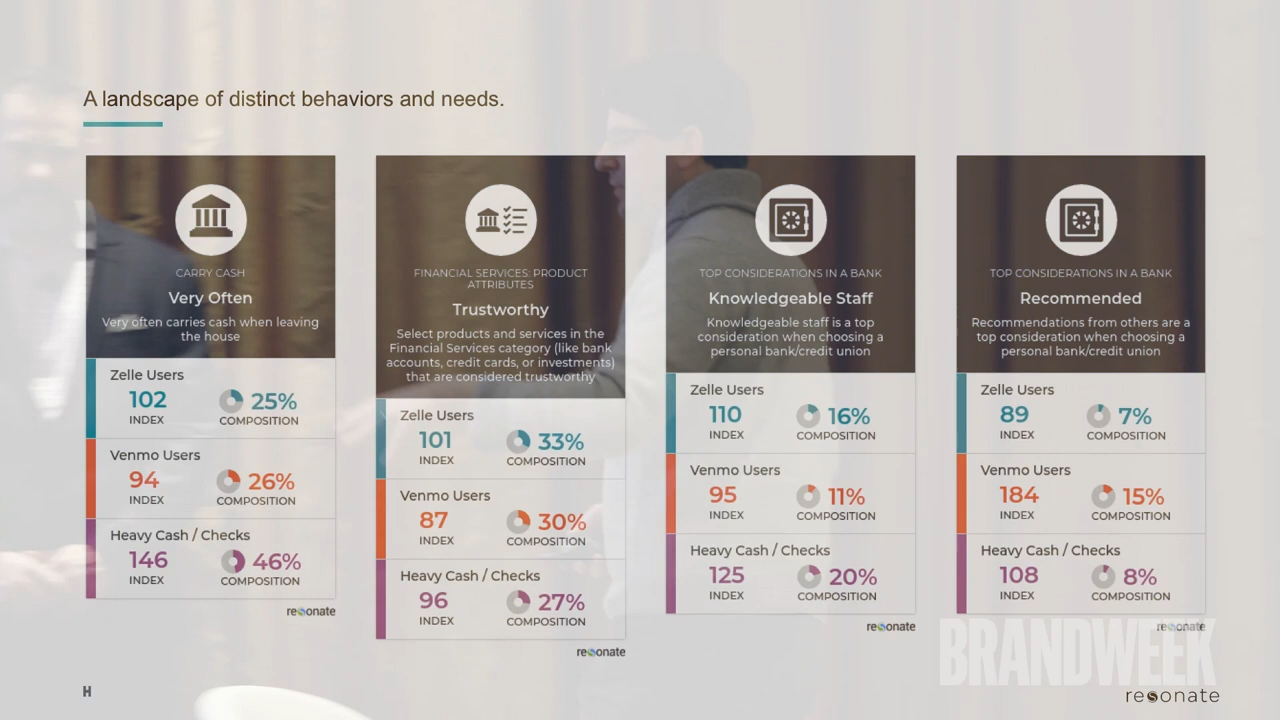 A landscape of distinct behaviors and needs.
CARRY CASH
Very Often
Very often carries cash when leaving
the house
Zelle Users
102
25%
INDEX
COMPOSITION
Venmo Users
94
26%
INDEX
COMPOSITION
Heavy Cash / Checks
146
46%
INDEX
COMPOSITION
resonate
FINANCIAL SERVICES: PRODUCT
ATTRIBUTES
Trustworthy
Select products and services in the
Financial Services category (like bank
accounts, credit cards, or investments)
that are considered trustworthy
Zelle Users
101
33%
INDEX
COMPOSITION
Venmo Users
87
30%
INDEX
COMPOSITION
Heavy Cash / Checks
96
27%
INDEX
COMPOSITION
resonate
TOP CONSIDERATIONS IN A BANK
Knowledgeable Staff
Knowledgeable staff is a top
consideration when choosing a
personal bank/credit union
Zelle Users
110
16%
INDEX
COMPOSITION
Venmo Users
95
11%
INDEX
COMPOSITION
Heavy Cash / Checks
125
20%
INDEX
COMPOSITION
resonate
TOP CONSIDERATIONS IN A BANK
Recommended
Recommendations from others are a
top consideration when choosing a
personal bank/credit union
Zelle Users
89
7%
INDEX
COMPOSITION
Venmo Users
184
15%
INDEX
COMPOSITION
Heavy Cash / Checks
108
8%
INDEX
COMPOSITION
resonate
BRANDWEEK
H
resonate